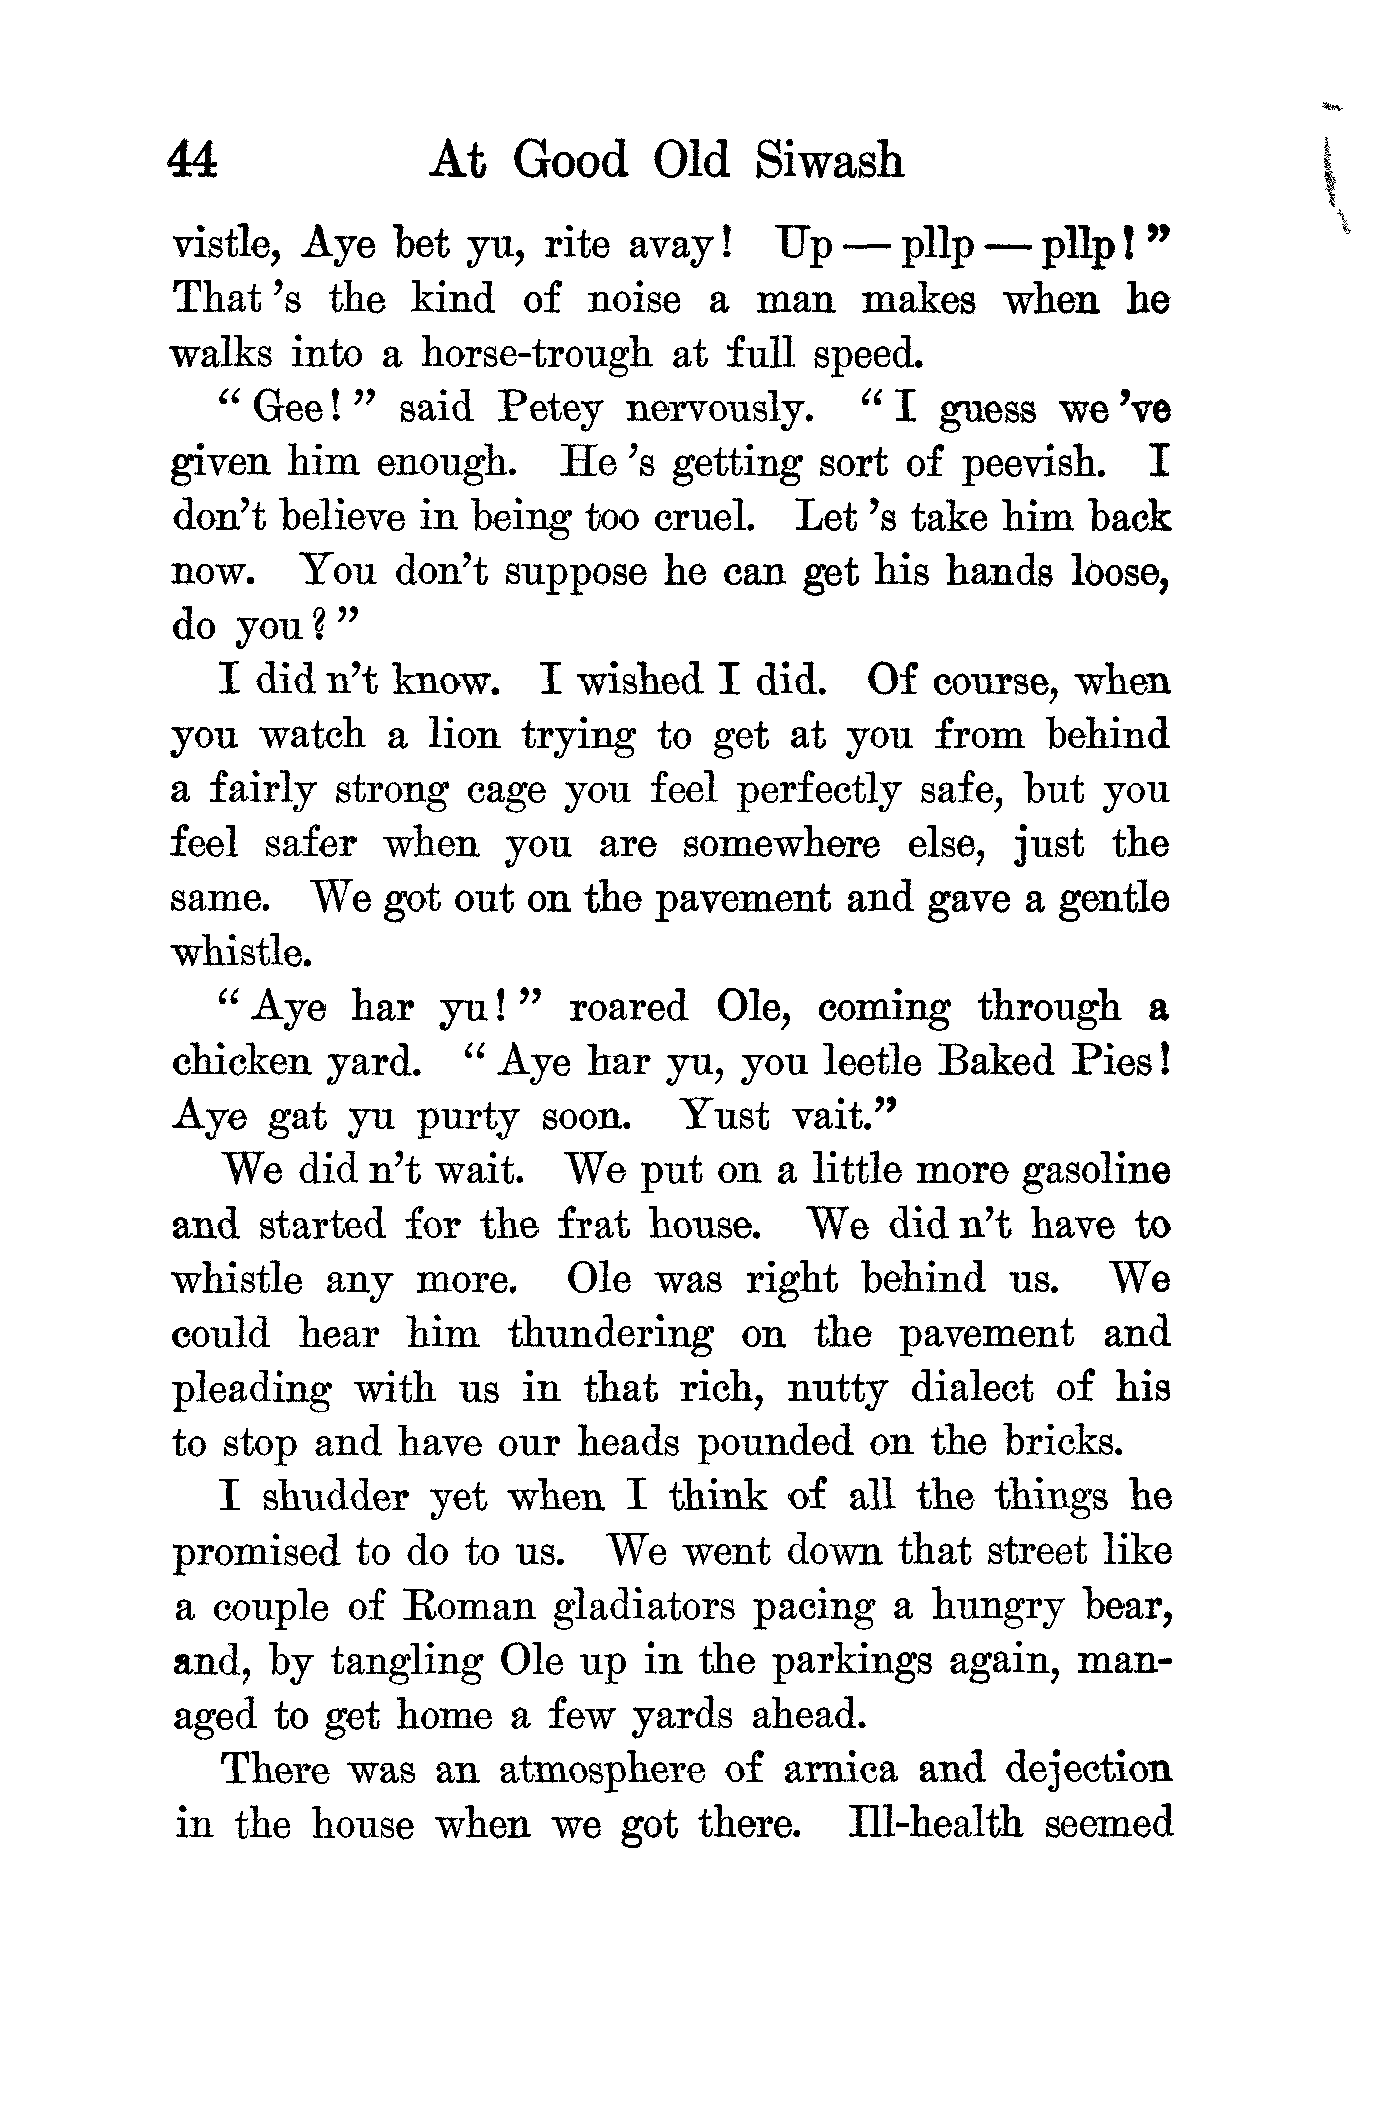 44 At Good Old Siwash
vistle, Aye bet yu, rite avay! Up — pllp — pllp!"
That 's the kind of noise a man makes when he
walks into a horse-trough at full speed.
" Gee! " said Petey nervously. " I guess we 've
given him enough. He 's getting sort of peevish. I
don't believe in being too cruel. Let 's take him back
now. You don't suppose he can get his hands loose,
do you? "
I did n't know. I wished I did. Of course, when
you watch a lion trying to get at you from behind
a fairly strong cage you feel perfectly safe, but you
feel safer when you are somewhere else, just the
same. We got out on the pavement and gave a gentle
whistle.
" Aye har yu! " roared Ole, coming through a
chicken yard. " Aye har yu, you leetle Baked Pies!
Aye gat yu purty soon. Yust vait."
We did n't wait. We put on a little more gasoline
and started for the frat house. We did n't have to
whistle any more. Ole was right behind us. We
could hear him thundering on the pavement and
pleading with us in that rich, nutty dialect of his
to stop and have our heads pounded on the bricks.
I shudder yet when I think of all the things he
promised to do to us. We went down that street like
a couple of Roman gladiators pacing a hungry bear,
and, by tangling Ole up in the parkings again, man-
aged to get home a few yards ahead.
There was an atmosphere of arnica and dejection
in the house when we got there. Ill-health seemed